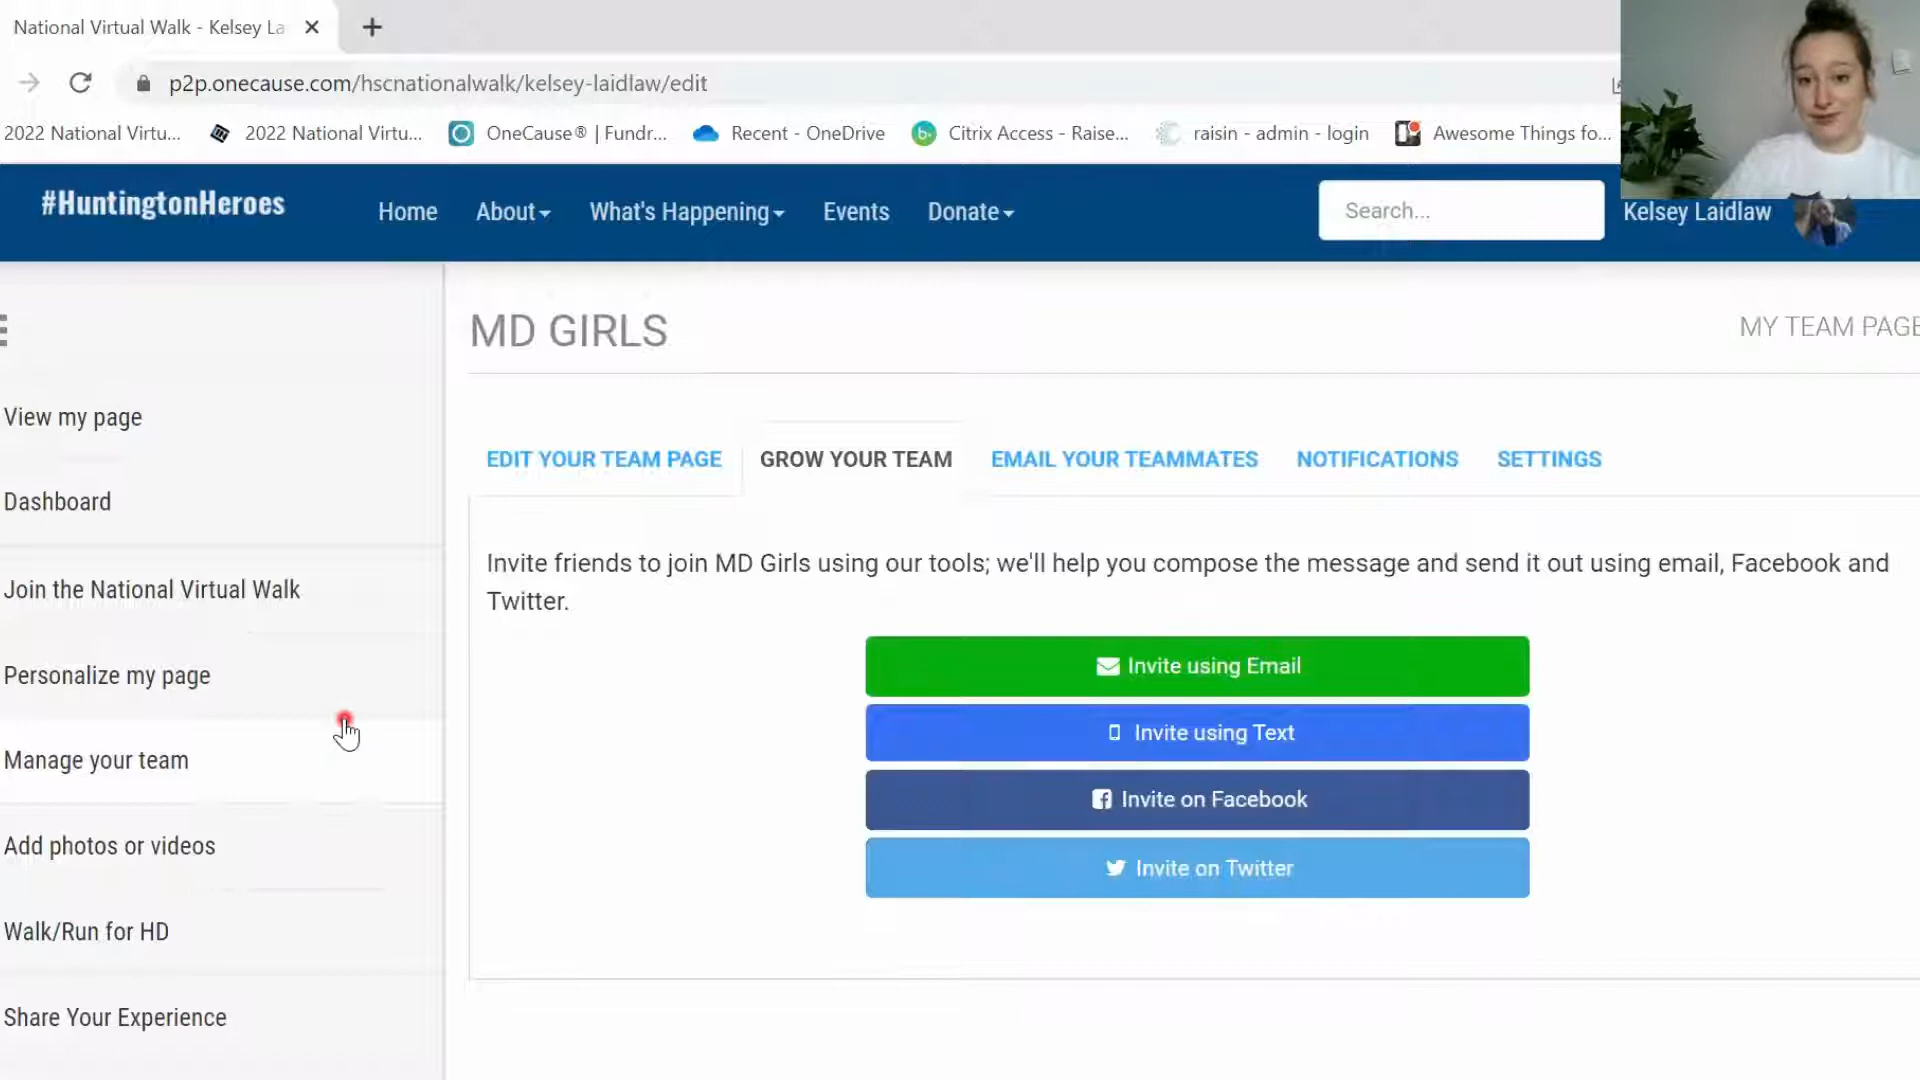 National Virtual Walk - Kelsey La
p2p.onecause.com/hscnationalwalk/kelsey-laidlaw/edit
2022 National Virtu... 2022 National Virtu... OneCause® | Fundr... Recent - OneDrive Citrix Access - Raise... raisin - admin - login Awesome Things fo...
#HuntingtonHeroes Home About What's Happening Events Donate Search... Kelsey Laidlaw
MD GIRLS
MY TEAM PAGE
View my page
Dashboard
Join the National Virtual Walk
Personalize my page
Manage your team
Add photos or videos
Walk/Run for HD
Share Your Experience
EDIT YOUR TEAM PAGE GROW YOUR TEAM EMAIL YOUR TEAMMATES NOTIFICATIONS SETTINGS
Invite friends to join MD Girls using our tools; we'll help you compose the message and send it out using email, Facebook and
Twitter.
Invite using Email
Invite using Text
Invite on Facebook
Invite on Twitter